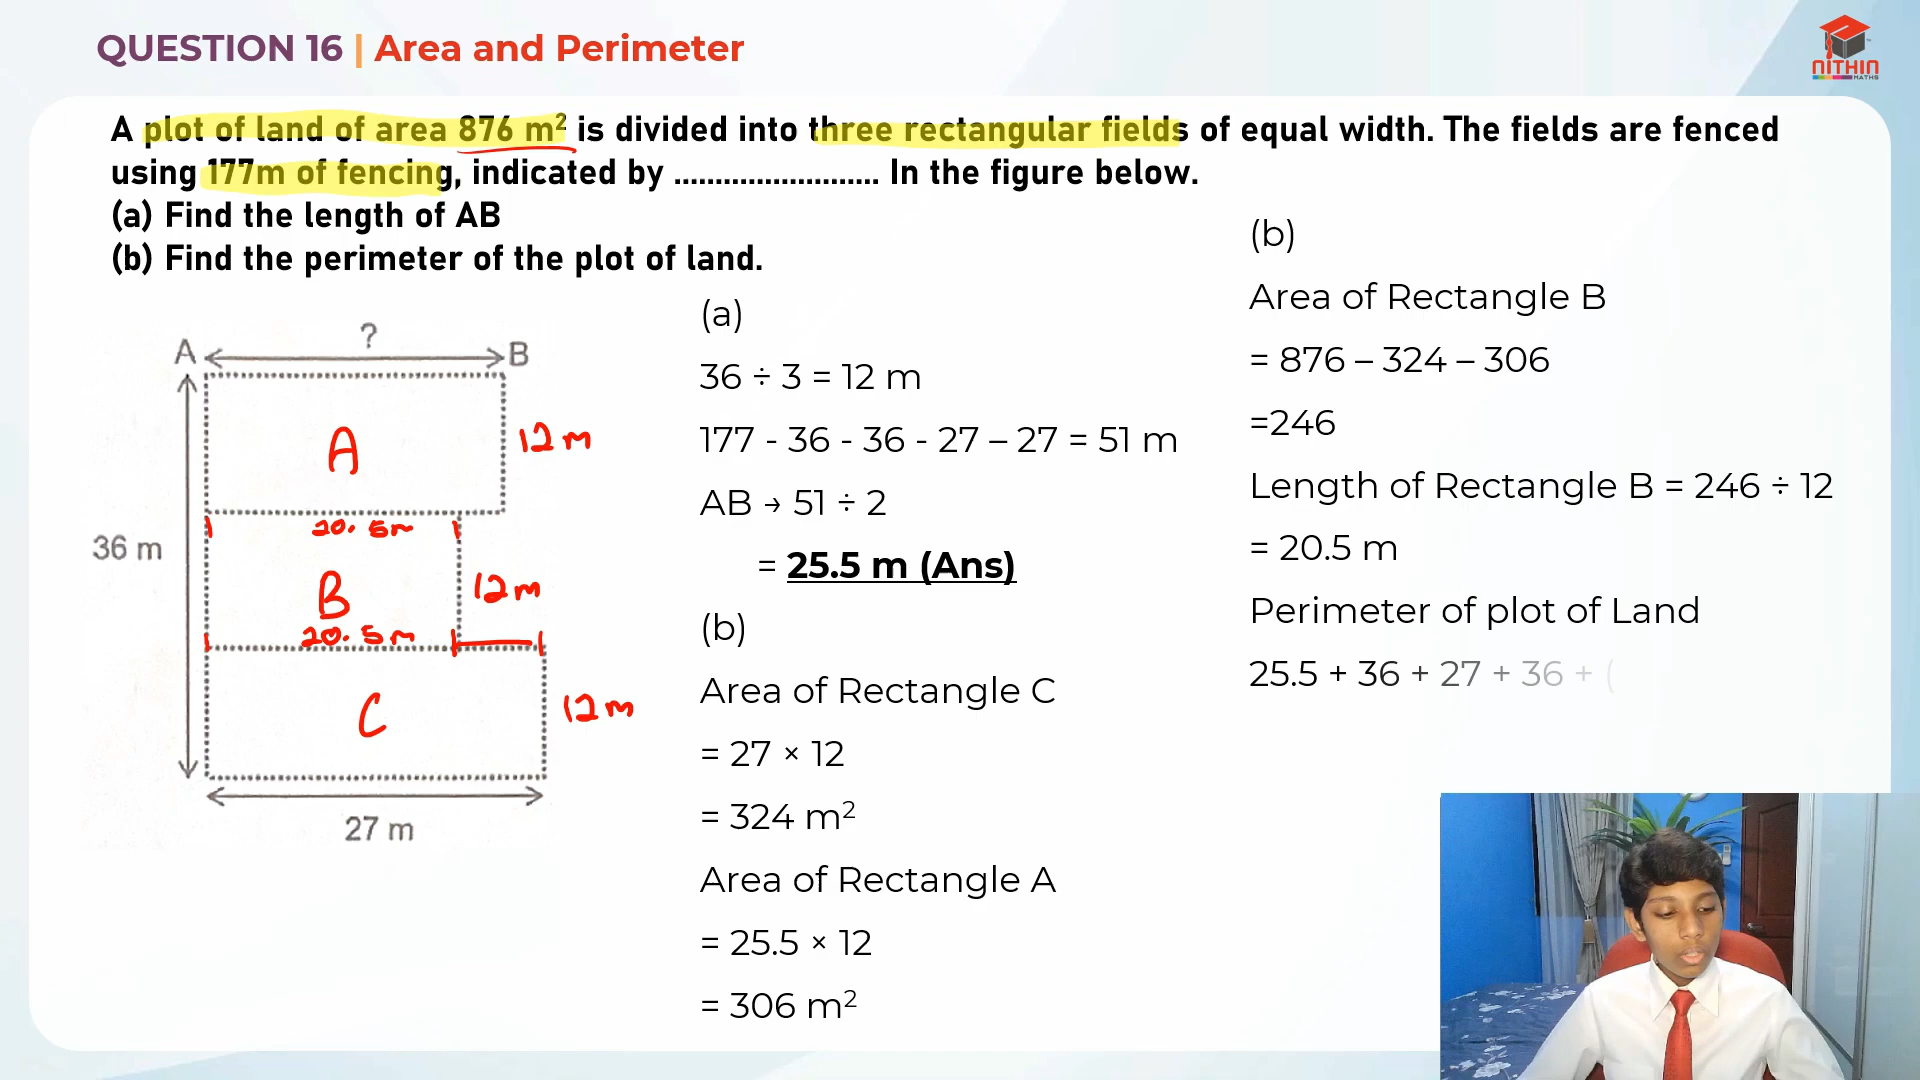 QUESTION 16 | Area and Perimeter
NITHIN
MATHS
A plot of land of area 876 m² is divided into three rectangular fields of equal width. The fields are fenced
using 177m of fencing, indicated by ......................... In the figure below.
(a) Find the length of AB
(b) Find the perimeter of the plot of land.
?
A
B
A
12m
36 m
20.5m
B
12m
20.5m
C
12m
27 m
(a)
36 ÷ 3 = 12 m
177 - 36 - 36 - 27 – 27 = 51 m
AB → 51 ÷ 2
= 25.5 m (Ans)
(b)
Area of Rectangle C
= 27 × 12
= 324 m²
Area of Rectangle A
= 25.5 × 12
= 306 m²
(b)
Area of Rectangle B
= 876 – 324 – 306
=246
Length of Rectangle B = 246 ÷ 12
= 20.5 m
Perimeter of plot of Land
25.5 + 36 + 27 + 36 + (